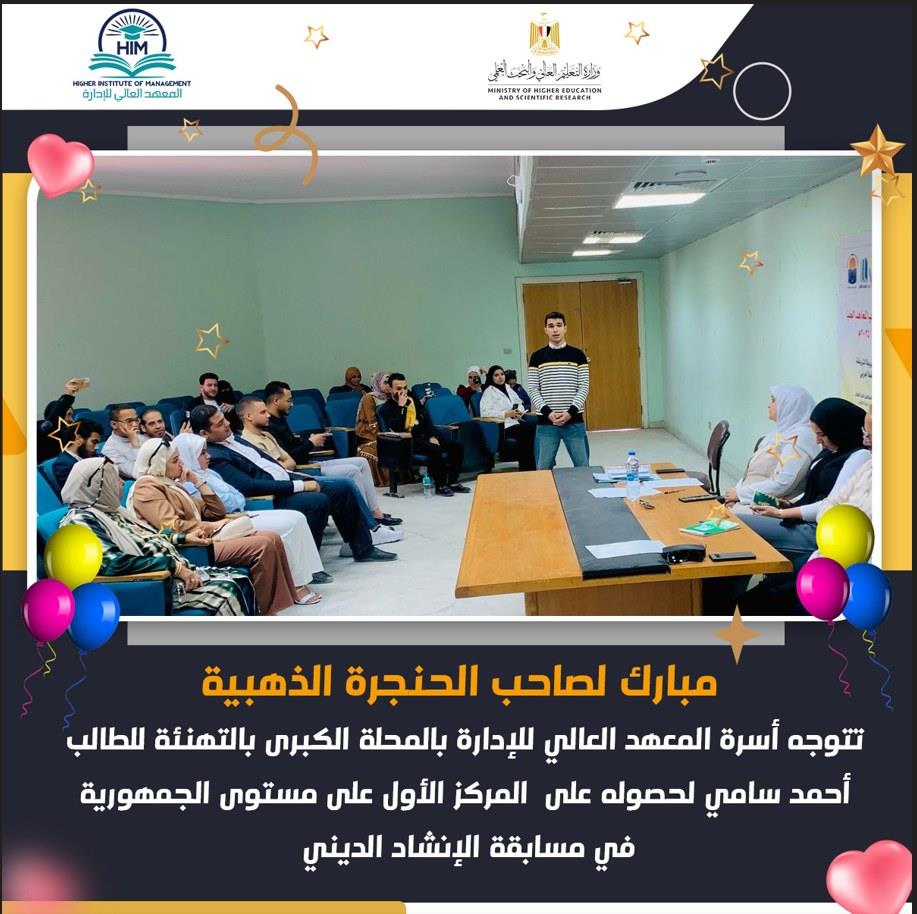 HIM
HIGHER INSTITUTE OF MANAGEMENT
المعهد العالي للإدارة
وزارة التعليم العالي والبحث العلمي
MINISTRY OF HIGHER EDUCATION
AND SCIENTIFIC RESEARCH
مبارك لصاحب الحنجرة الذهبية
تتوجه أسرة المعهد العالي للإدارة بالمحلة الكبرى بالتهنئة للطالب
أحمد سامي لحصوله على المركز الأول على مستوى الجمهورية
في مسابقة الإنشاد الديني